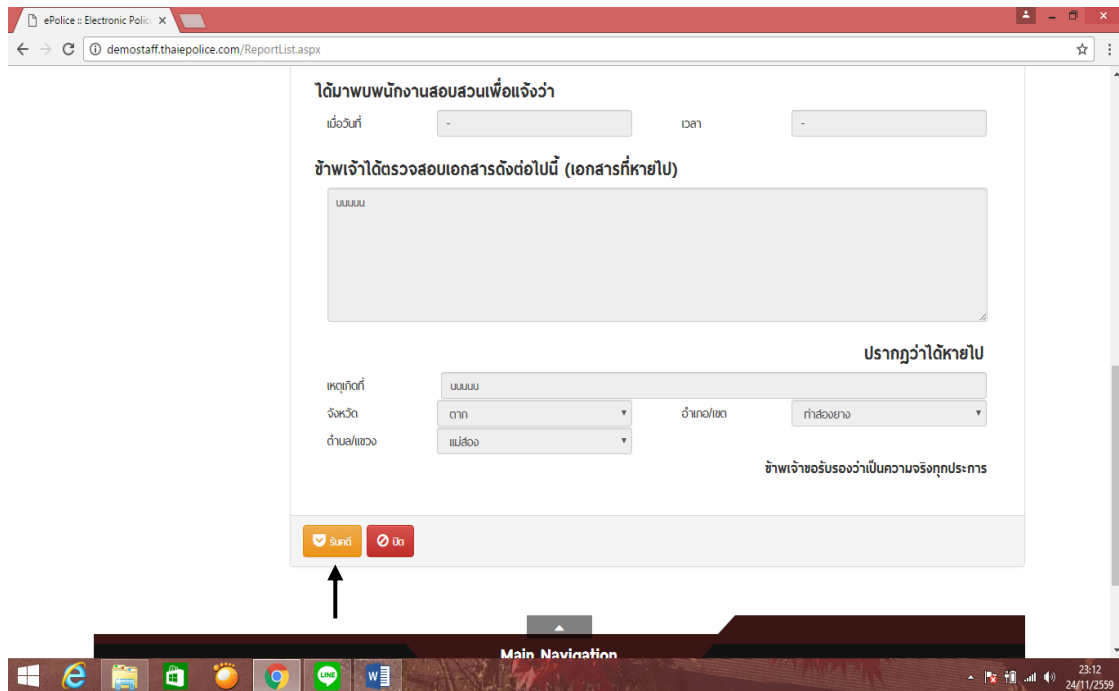 ePolice :: Electronic Polic
demostaff.thaiepolice.com/ReportList.aspx
ได้มาพบพนักงานสอบสวนเพื่อแจ้งว่า
เมื่อวันที่ - เวลา -
ข้าพเจ้าได้ตรวจสอบเอกสารดังต่อไปนี้ (เอกสารที่หายไป)
นนนนน
ปรากฎว่าได้หายไป
เหตุเกิดที่ นนนนน
จังหวัด ตาก อำเภอ/เขต ท่าสองยาง
ตำบล/แขวง แม่สอง
ข้าพเจ้าขอรับรองว่าเป็นความจริงทุกประการ
รับคดี ปิด
Main Navigation
LINE
23:12
24/11/2559